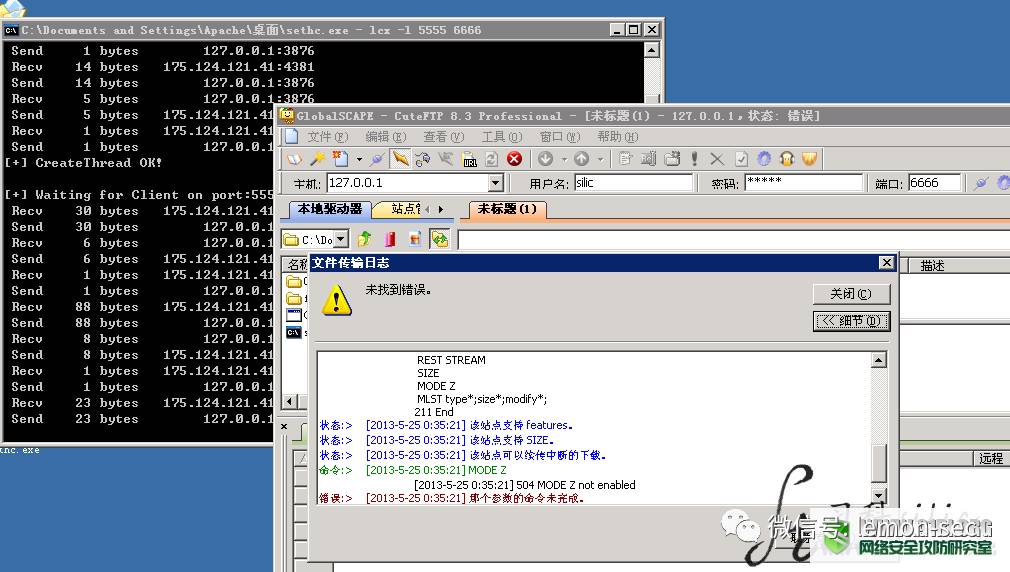 C:\Documents and Settings\Apache\桌面\sethc.exe - lcx -l 5555 6666
Send 1 bytes 127.0.0.1:3876
Recv 14 bytes 175.124.121.41:4381
Send 14 bytes 127.0.0.1:3876
Recv 5 bytes 127.0.0.1:3876
Send 5 bytes 175.124.121.41
Recv 1 bytes 175.124.121.41
Send 1 bytes 127.0.0.1
[+] CreateThread OK!
[+] Waiting for Client on port:555
Recv 30 bytes 175.124.121.41
Send 30 bytes 127.0.0.1
Recv 6 bytes 127.0.0.1
Send 6 bytes 175.124.121.41
Recv 1 bytes 175.124.121.41
Send 1 bytes 127.0.0.1
Recv 88 bytes 175.124.121.41
Send 88 bytes 127.0.0.1
Recv 8 bytes 127.0.0.1
Send 8 bytes 175.124.121.41
Recv 1 bytes 175.124.121.41
Send 1 bytes 127.0.0.1
Recv 23 bytes 175.124.121.41
Send 23 bytes 127.0.0.1
thc.exe
GlobalSCAPE - CuteFTP 8.3 Professional - [未标题(1) - 127.0.0.1，状态: 错误]
文件(F) 编辑(E) 查看(V) 工具(O) 窗口(W) 帮助(H)
URL
主机: 127.0.0.1 用户名: silic 密码: ***** 端口: 6666
本地驱动器 站点管 未标题(1)
C:\Do
名称 描述
文件传输日志
未找到错误。
关闭(C)
<< 细节(D)
REST STREAM
SIZE
MODE Z
MLST type*;size*;modify*;
211 End
状态:> [2013-5-25 0:35:21] 该站点支持 features。
状态:> [2013-5-25 0:35:21] 该站点支持 SIZE。
状态:> [2013-5-25 0:35:21] 该站点可以续传中断的下载。
命令:> [2013-5-25 0:35:21] MODE Z
[2013-5-25 0:35:21] 504 MODE Z not enabled
错误:> [2013-5-25 0:35:21] 那个参数的命令未完成。
远程
微信号: lemon-secu
网络安全攻防研究室